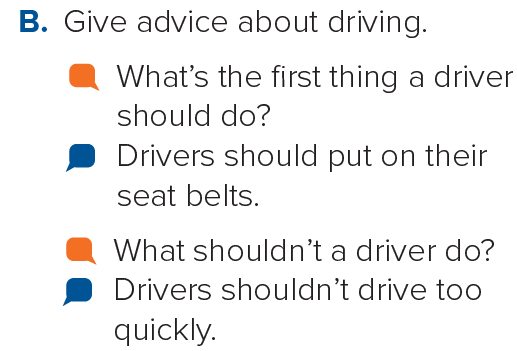 B. Give advice about driving.
What’s the first thing a driver
should do?
Drivers should put on their
seat belts.
What shouldn’t a driver do?
Drivers shouldn’t drive too
quickly.